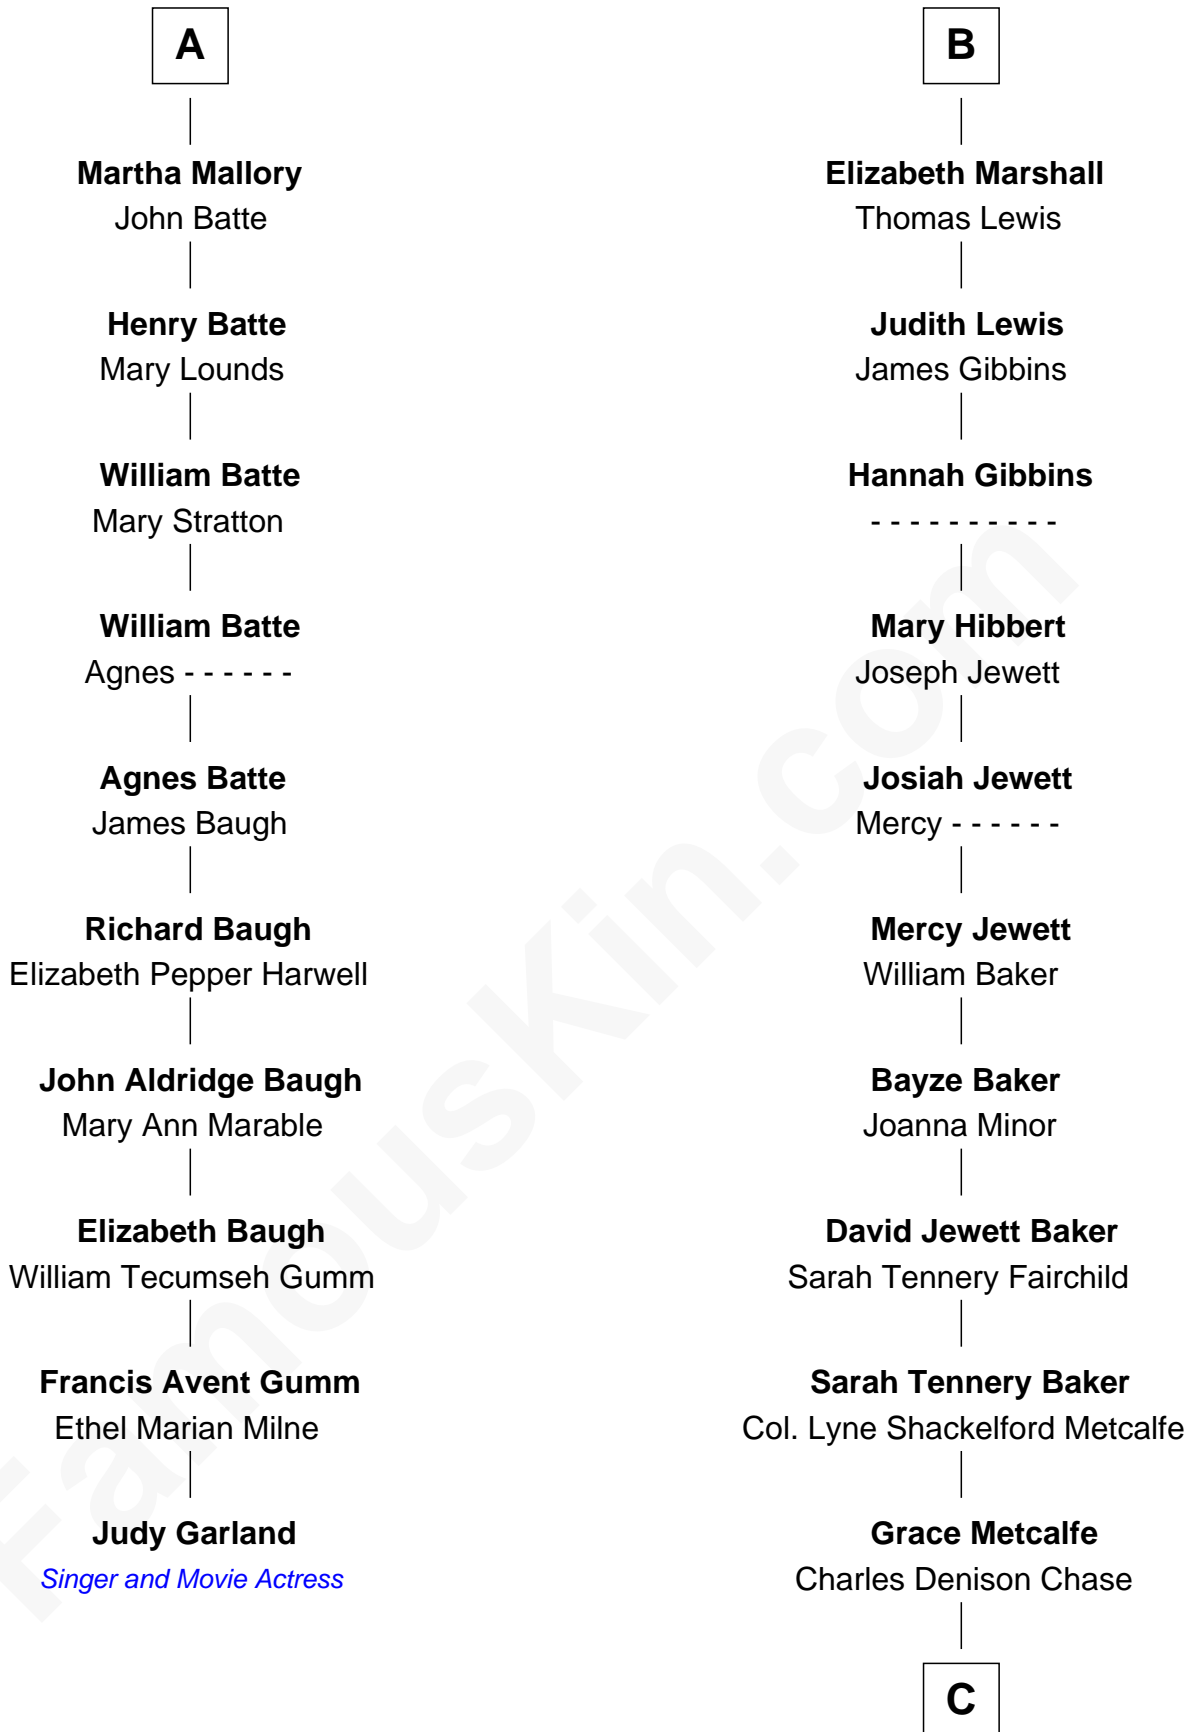 A
Martha Mallory
John Batte
Henry Batte
Mary Lounds
William Batte
Mary Stratton
William Batte
Agnes - - - - - -
Agnes Batte
James Baugh
Richard Baugh
Elizabeth Pepper Harwell
John Aldridge Baugh
Mary Ann Marable
Elizabeth Baugh
William Tecumseh Gumm
Francis Avent Gumm
Ethel Marian Milne
Judy Garland
Singer and Movie Actress
B
Elizabeth Marshall
Thomas Lewis
Judith Lewis
James Gibbins
Hannah Gibbins
- - - - - - - - - -
Mary Hibbert
Joseph Jewett
Josiah Jewett
Mercy - - - - - -
Mercy Jewett
William Baker
Bayze Baker
Joanna Minor
David Jewett Baker
Sarah Tennery Fairchild
Sarah Tennery Baker
Col. Lyne Shackelford Metcalfe
Grace Metcalfe
Charles Denison Chase
C
FamousKin.com